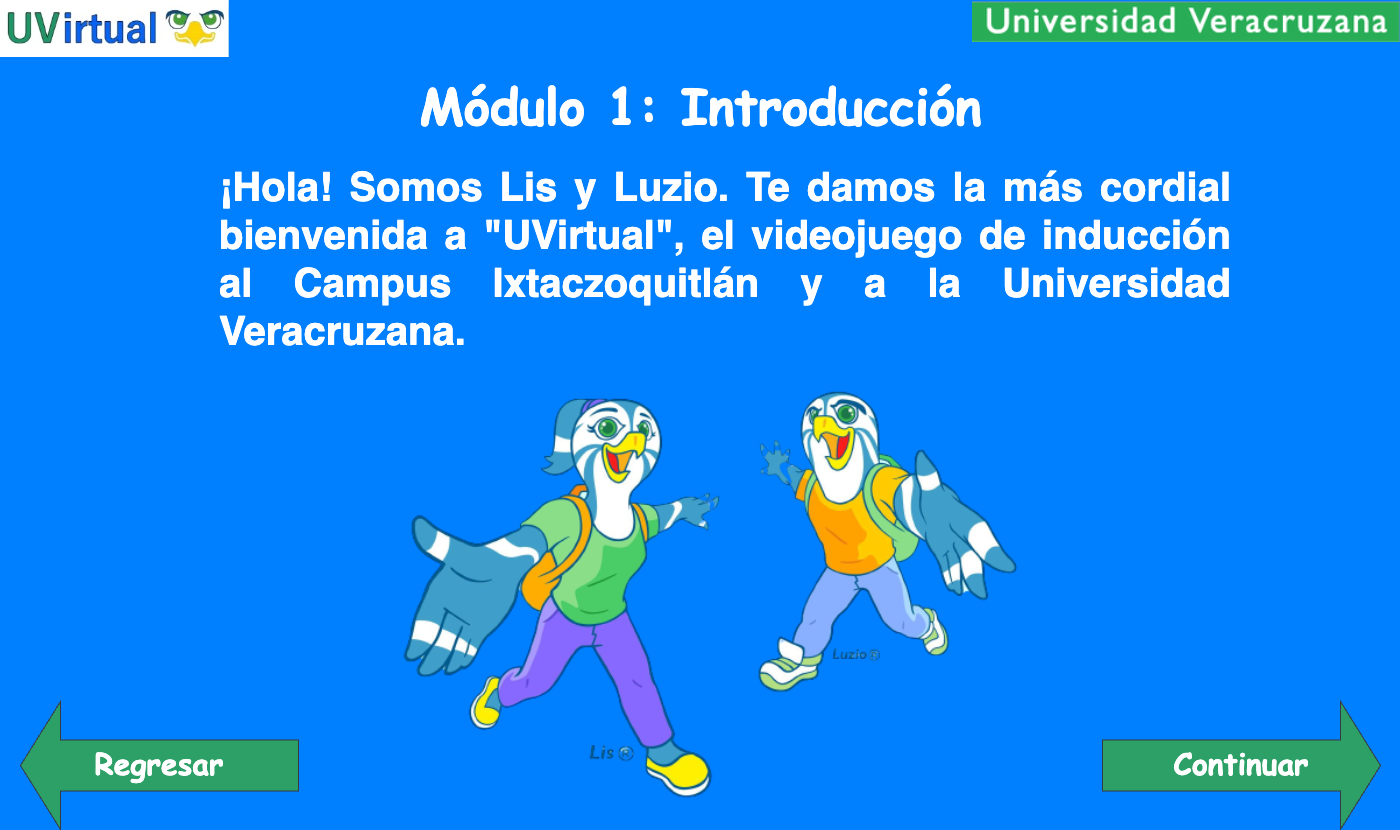 UVirtual
Universidad Veracruzana
Módulo 1: Introducción
¡Hola! Somos Lis y Luzio. Te damos la más cordial
bienvenida a "UVirtual", el videojuego de inducción
al Campus Ixtaczoquitlán y a la Universidad
Veracruzana.
Luzio®
Lis ®
Regresar
Continuar